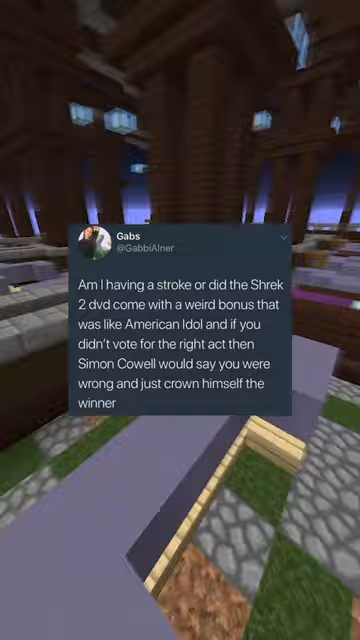 Gabs
@GabbiAlner
Am I having a stroke or did the Shrek
2 dvd come with a weird bonus that
was like American Idol and if you
didn't vote for the right act then
Simon Cowell would say you were
wrong and just crown himself the
winner